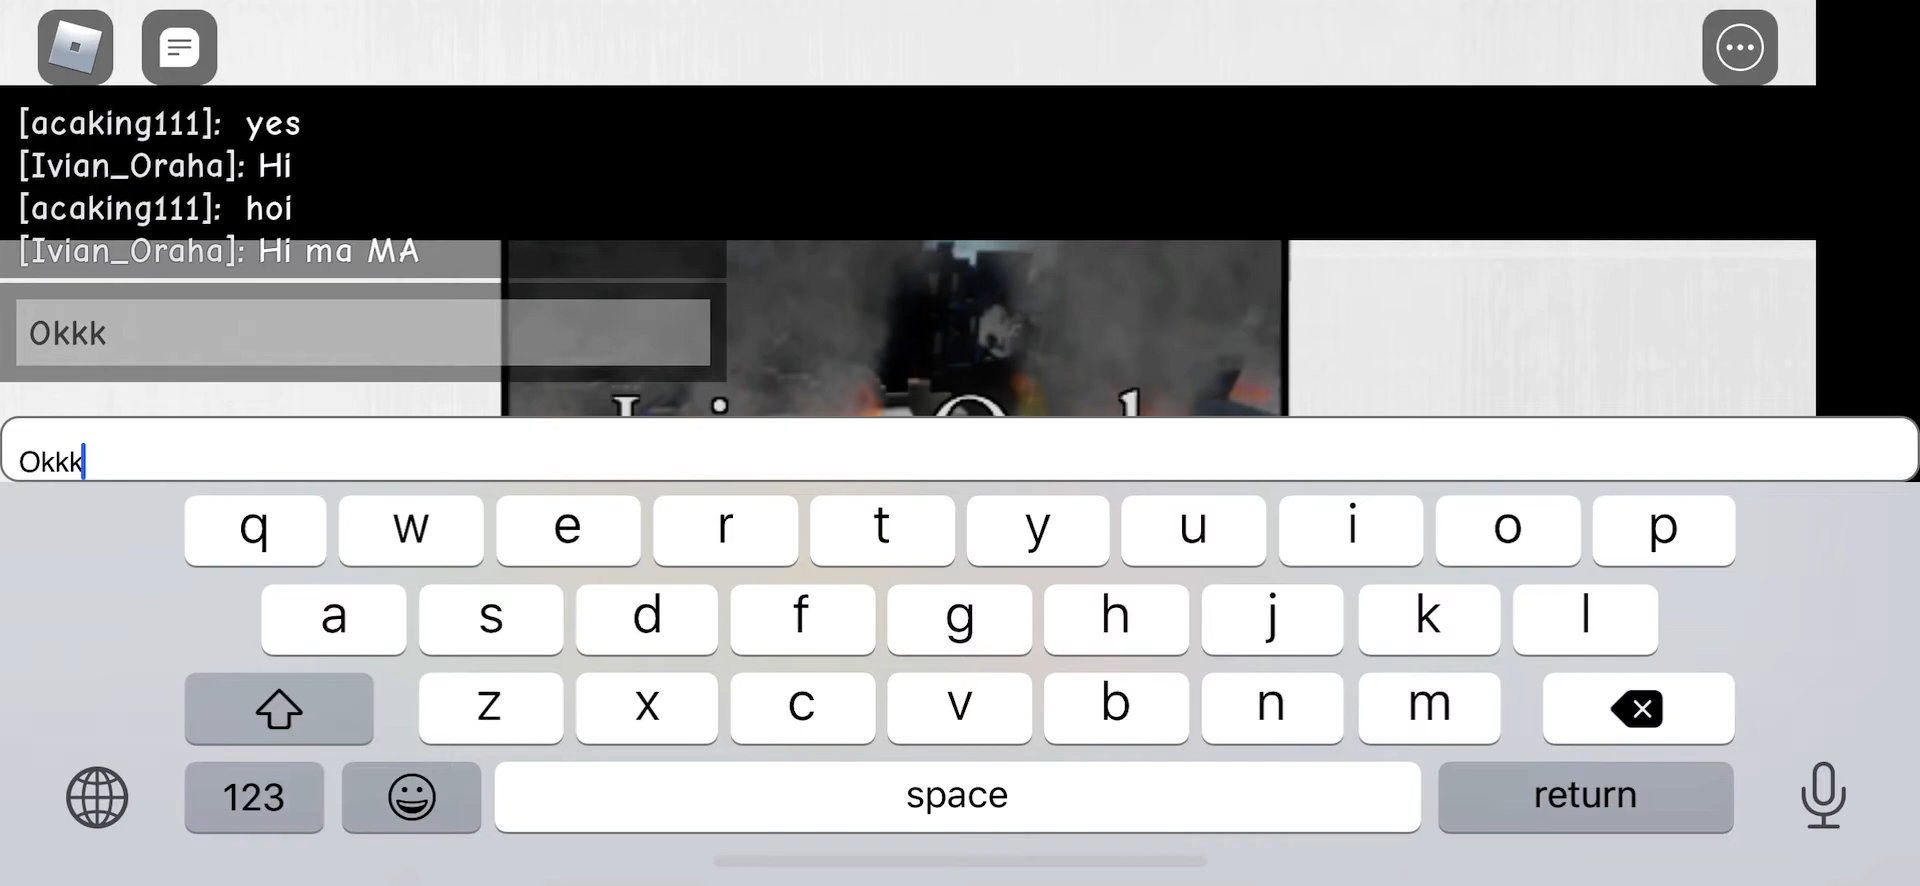 [acaking111]: yes
[Ivian_Oraha]: Hi
[acaking111]: hoi
[Ivian_Oraha]: Hi ma MA
Okkk
Okkk
q w e r t y u i o p
a s d f g h j k l
z x c v b n m
123 space return